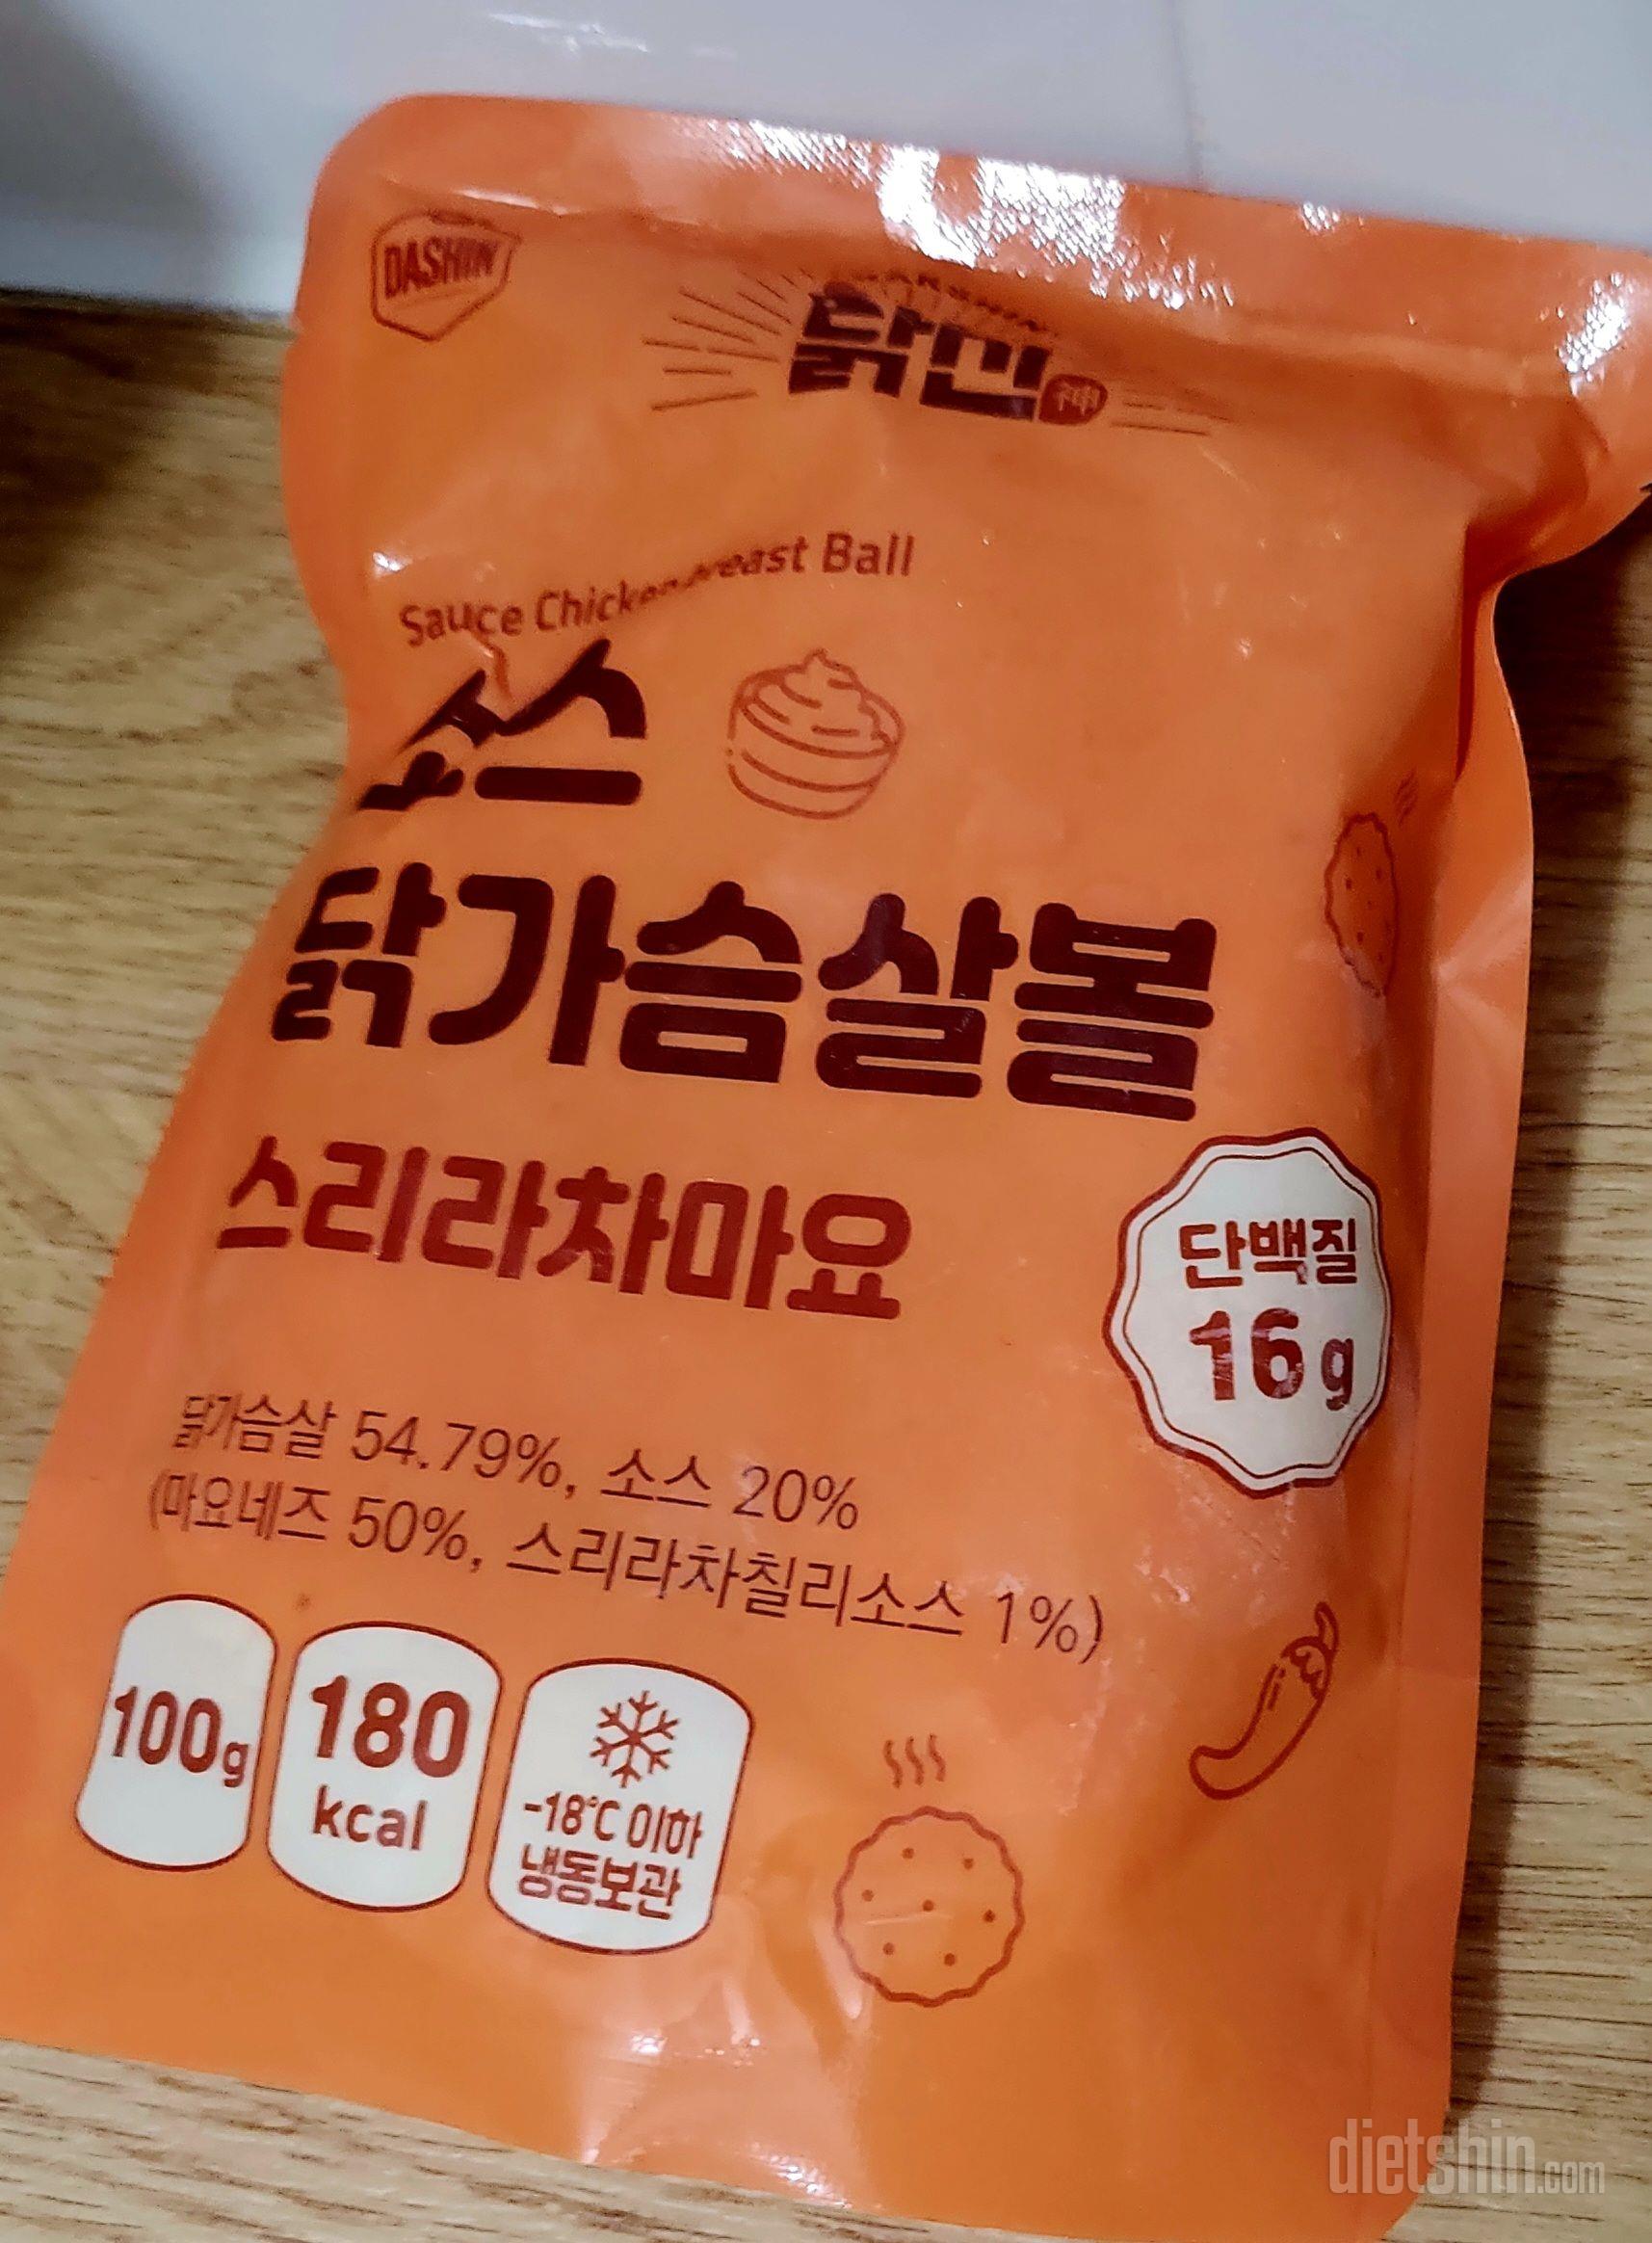 DASHIN
닭신
神
Sauce Chicken breast Ball
소스
닭가슴살볼
스리라차마요
단백질
16g
닭가슴살 54.79%, 소스 20%
(마요네즈 50%, 스리라차칠리소스 1%)
100g
180
kcal
-18℃ 이하
냉동보관
dietshin.com